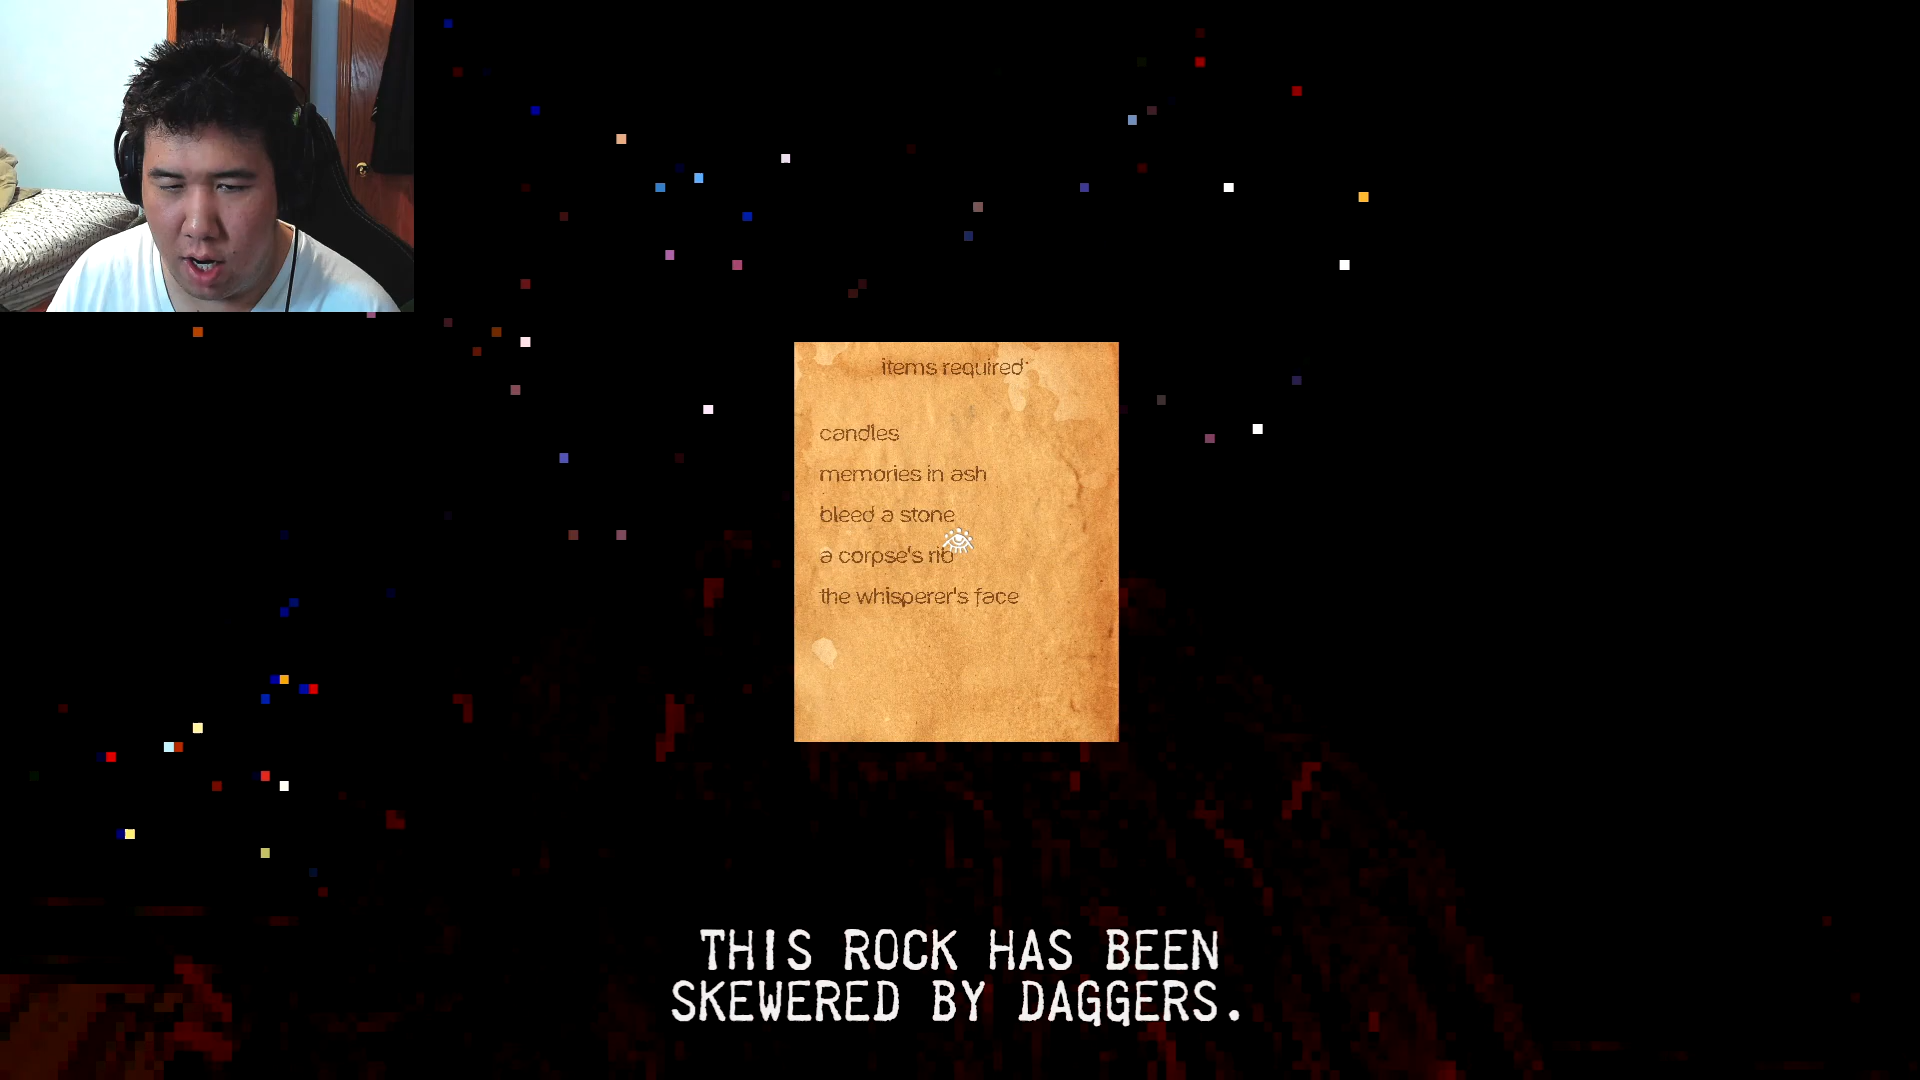 items required:
candles
memories in ash
bleed a stone
a corpse's rib
the whisperer's face
THIS ROCK HAS BEEN
SKEWERED BY DAGGERS.